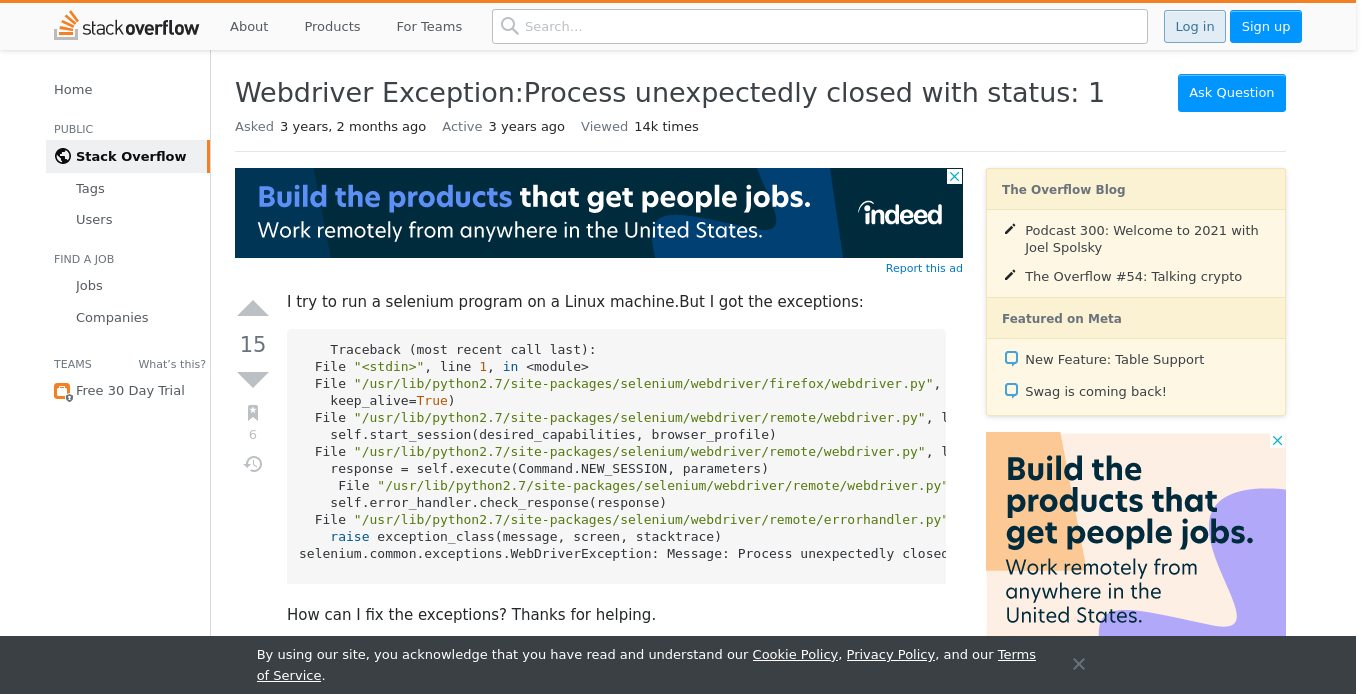 stack overflow
About Products For Teams Search... Log in Sign up
Home
PUBLIC
Stack Overflow
Tags
Users
FIND A JOB
Jobs
Companies
TEAMS What's this?
Free 30 Day Trial
Webdriver Exception:Process unexpectedly closed with status: 1
Ask Question
Asked 3 years, 2 months ago Active 3 years ago Viewed 14k times
Build the products that get people jobs.
Work remotely from anywhere in the United States.
indeed
Report this ad
15
6
I try to run a selenium program on a Linux machine.But I got the exceptions:
Traceback (most recent call last):
File "<stdin>", line 1, in <module>
File "/usr/lib/python2.7/site-packages/selenium/webdriver/firefox/webdriver.py",
keep_alive=True)
File "/usr/lib/python2.7/site-packages/selenium/webdriver/remote/webdriver.py", l
self.start_session(desired_capabilities, browser_profile)
File "/usr/lib/python2.7/site-packages/selenium/webdriver/remote/webdriver.py", l
response = self.execute(Command.NEW_SESSION, parameters)
File "/usr/lib/python2.7/site-packages/selenium/webdriver/remote/webdriver.py"
self.error_handler.check_response(response)
File "/usr/lib/python2.7/site-packages/selenium/webdriver/remote/errorhandler.py"
raise exception_class(message, screen, stacktrace)
selenium.common.exceptions.WebDriverException: Message: Process unexpectedly closed
How can I fix the exceptions? Thanks for helping.
The Overflow Blog
Podcast 300: Welcome to 2021 with
Joel Spolsky
The Overflow #54: Talking crypto
Featured on Meta
New Feature: Table Support
Swag is coming back!
Build the
products that
get people jobs.
Work remotely from
anywhere in the
United States.
By using our site, you acknowledge that you have read and understand our Cookie Policy, Privacy Policy, and our Terms
of Service.